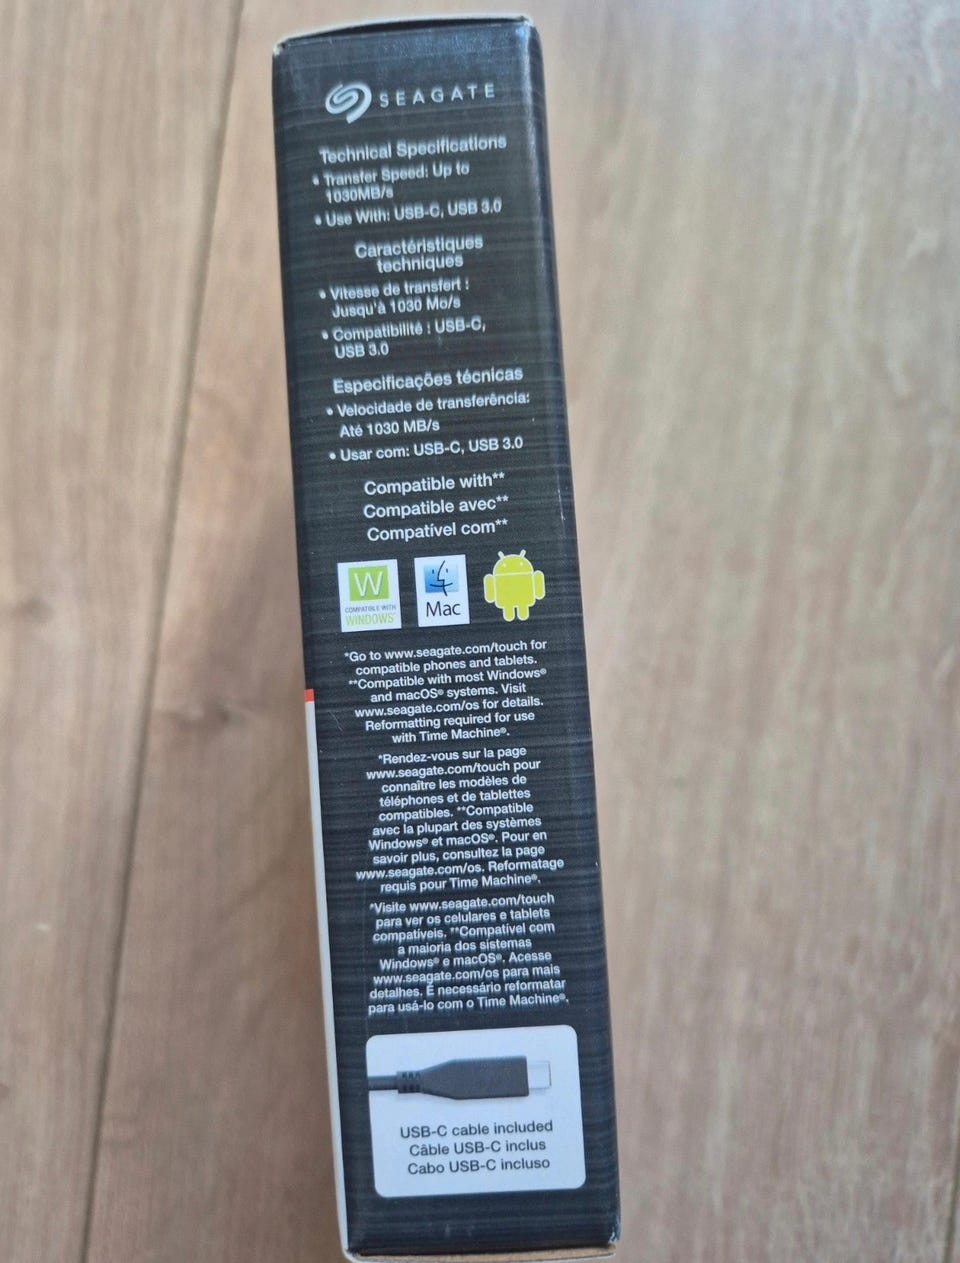 SEAGATE
Technical Specifications
• Transfer Speed: Up to
1030MB/s
• Use With: USB-C, USB 3.0
Caractéristiques
techniques
• Vitesse de transfert :
Jusqu'à 1030 Mo/s
• Compatibilité : USB-C,
USB 3.0
Especificações técnicas
• Velocidade de transferência:
Até 1030 MB/s
• Usar com: USB-C, USB 3.0
Compatible with**
Compatible avec**
Compatível com**
W
COMPATIBLE WITH
WINDOWS®
Mac
*Go to www.seagate.com/touch for
compatible phones and tablets.
**Compatible with most Windows®
and macOS® systems. Visit
www.seagate.com/os for details.
Reformatting required for use
with Time Machine®.
*Rendez-vous sur la page
www.seagate.com/touch pour
connaître les modèles de
téléphones et de tablettes
compatibles. **Compatible
avec la plupart des systèmes
Windows® et macOS®. Pour en
savoir plus, consultez la page
www.seagate.com/os. Reformatage
requis pour Time Machine®.
*Visite www.seagate.com/touch
para ver os celulares e tablets
compatíveis. **Compatível com
a maioria dos sistemas
Windows® e macOS®. Acesse
www.seagate.com/os para mais
detalhes. É necessário reformatar
para usá-lo com o Time Machine®.
USB-C cable included
Câble USB-C inclus
Cabo USB-C incluso